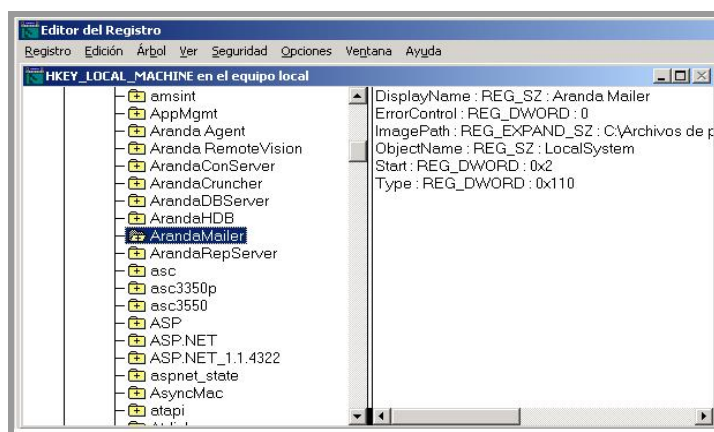 Editor del Registro
Registro Edición Árbol Ver Seguridad Opciones Ventana Ayuda
HKEY_LOCAL_MACHINE en el equipo local
amsint
AppMgmt
Aranda Agent
Aranda RemoteVision
ArandaConServer
ArandaCruncher
ArandaDBServer
ArandaHDB
ArandaMailer
ArandaRepServer
asc
asc3350p
asc3550
ASP
ASP.NET
ASP.NET_1.1.4322
aspnet_state
AsyncMac
atapi
DisplayName : REG_SZ : Aranda Mailer
ErrorControl : REG_DWORD : 0
ImagePath : REG_EXPAND_SZ : C:\Archivos de p
ObjectName : REG_SZ : LocalSystem
Start : REG_DWORD : 0x2
Type : REG_DWORD : 0x110